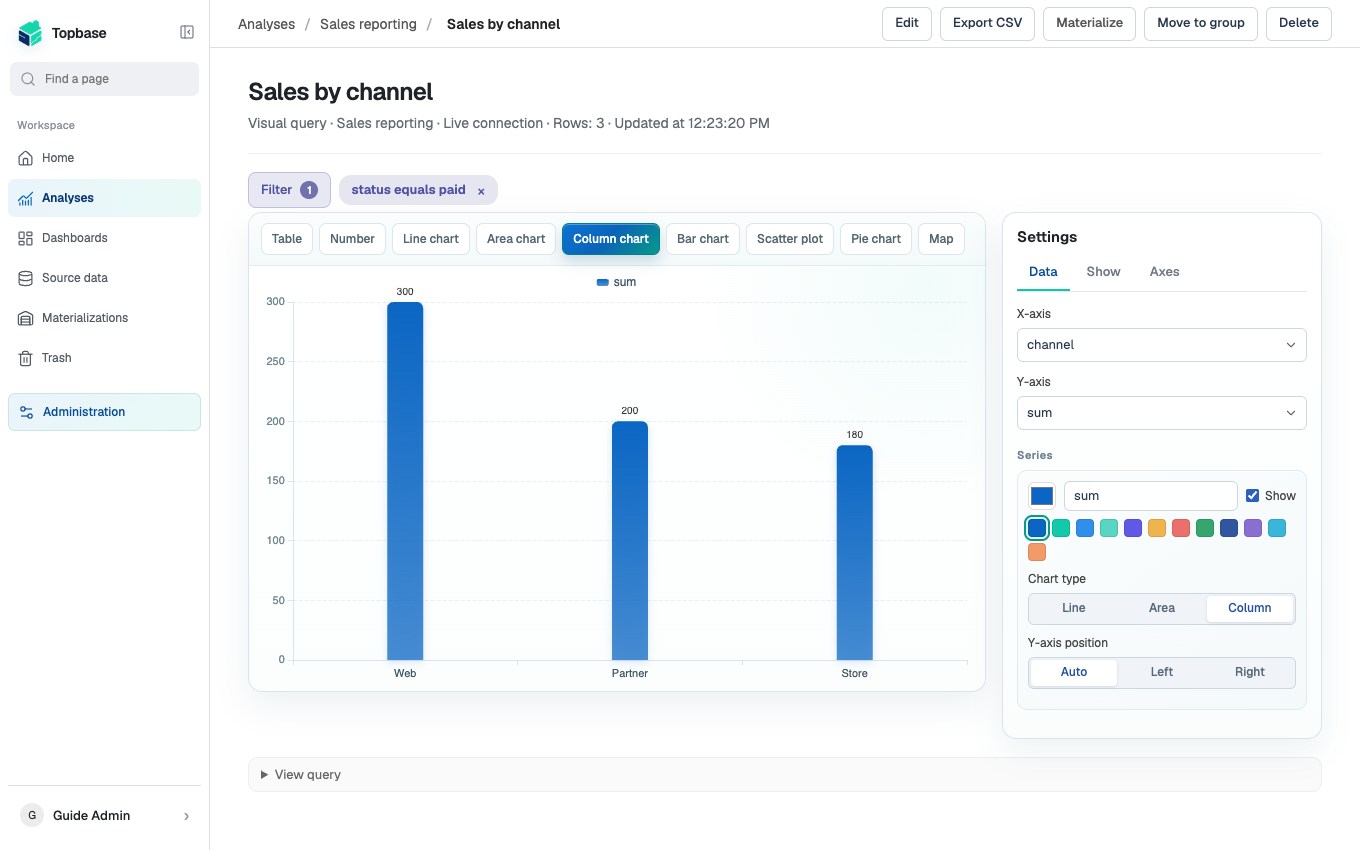 Topbase
Find a page
Workspace
Home
Analyses
Dashboards
Source data
Materializations
Trash
Administration
G Guide Admin
Analyses / Sales reporting / Sales by channel
Edit Export CSV Materialize Move to group Delete
Sales by channel
Visual query · Sales reporting · Live connection · Rows: 3 · Updated at 12:23:20 PM
Filter 1 status equals paid ×
Table Number Line chart Area chart Column chart Bar chart Scatter plot Pie chart Map
sum
300
250
200
150
100
50
0
300
200
180
Web Partner Store
Settings
Data Show Axes
X-axis
channel
Y-axis
sum
Series
sum Show
Chart type
Line Area Column
Y-axis position
Auto Left Right
View query